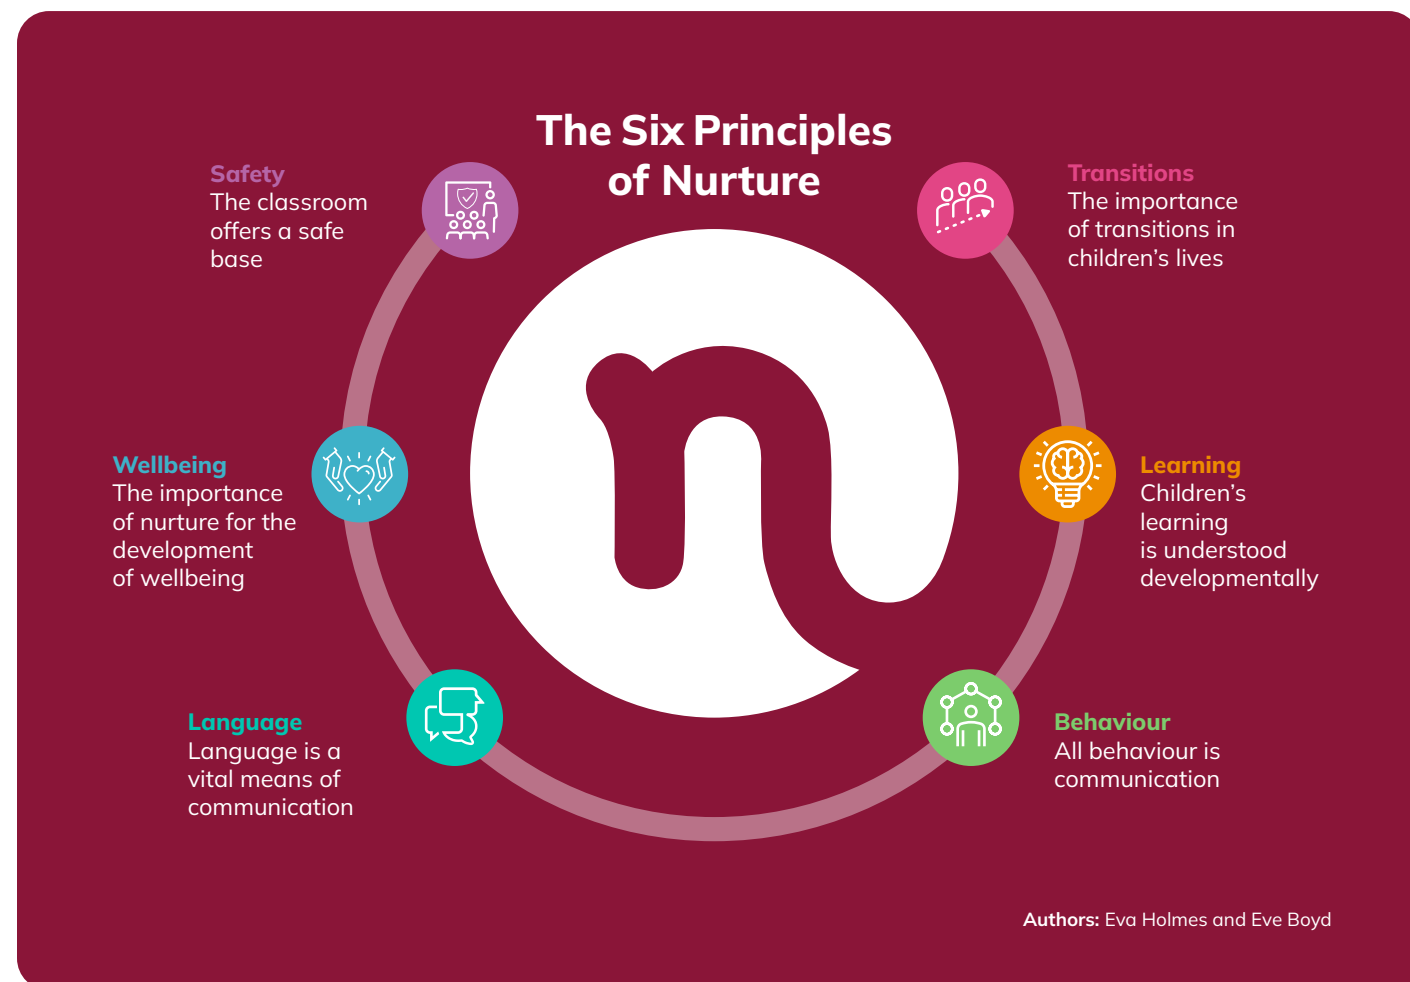 The Six Principles
of Nurture
Safety
The classroom
offers a safe
base
Transitions
The importance
of transitions in
children’s lives
Wellbeing
The importance
of nurture for the
development
of wellbeing
n
Learning
Children’s
learning
is understood
developmentally
Language
Language is a
vital means of
communication
Behaviour
All behaviour is
communication
Authors: Eva Holmes and Eve Boyd